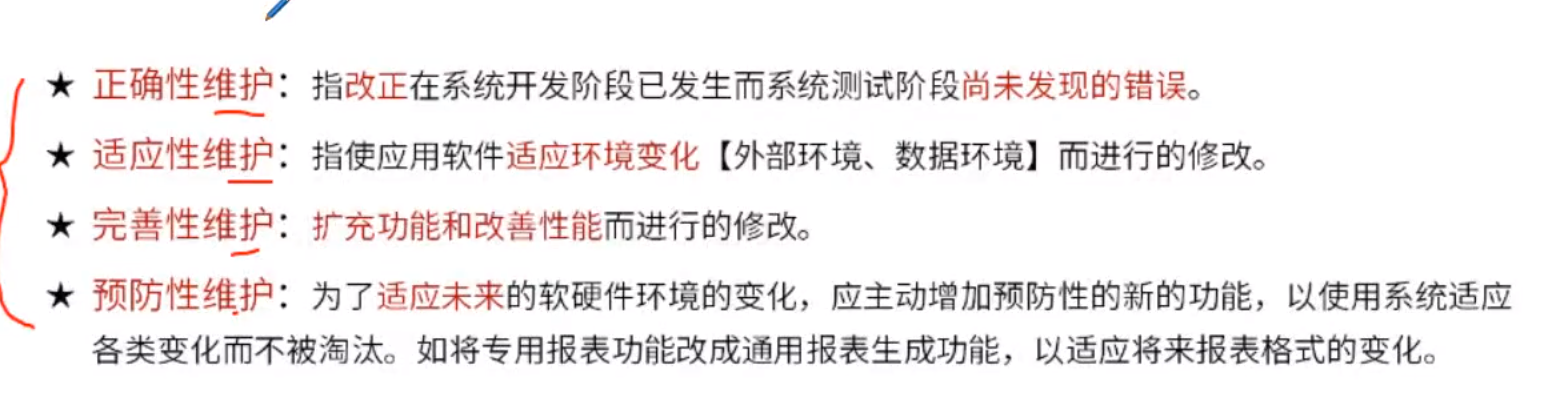 ★ 正确性维护：指改正在系统开发阶段已发生而系统测试阶段尚未发现的错误。
★ 适应性维护：指使应用软件适应环境变化【外部环境、数据环境】而进行的修改。
★ 完善性维护：扩充功能和改善性能而进行的修改。
★ 预防性维护：为了适应未来的软硬件环境的变化，应主动增加预防性的新的功能，以使用系统适应
各类变化而不被淘汰。如将专用报表功能改成通用报表生成功能，以适应将来报表格式的变化。